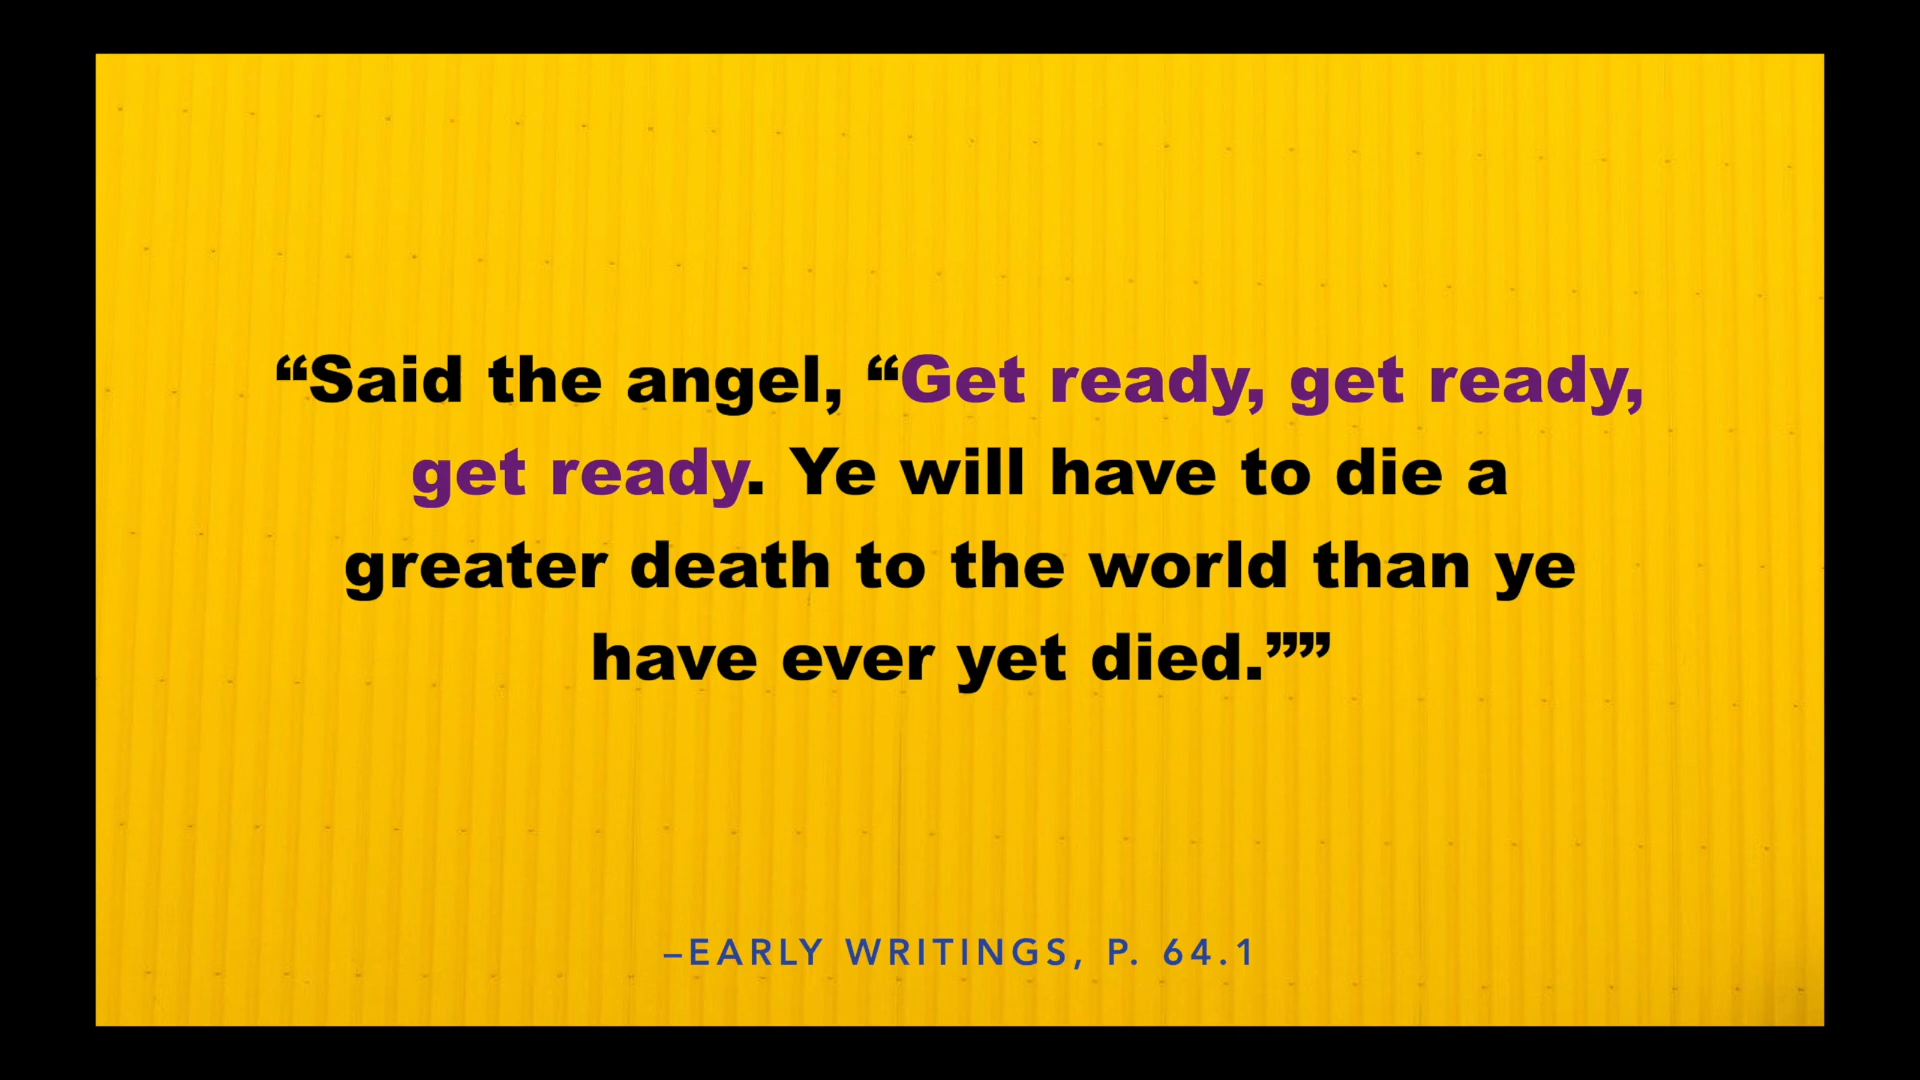 “Said the angel, “Get ready, get ready,
get ready. Ye will have to die a
greater death to the world than ye
have ever yet died.””
–EARLY WRITINGS, P. 64.1